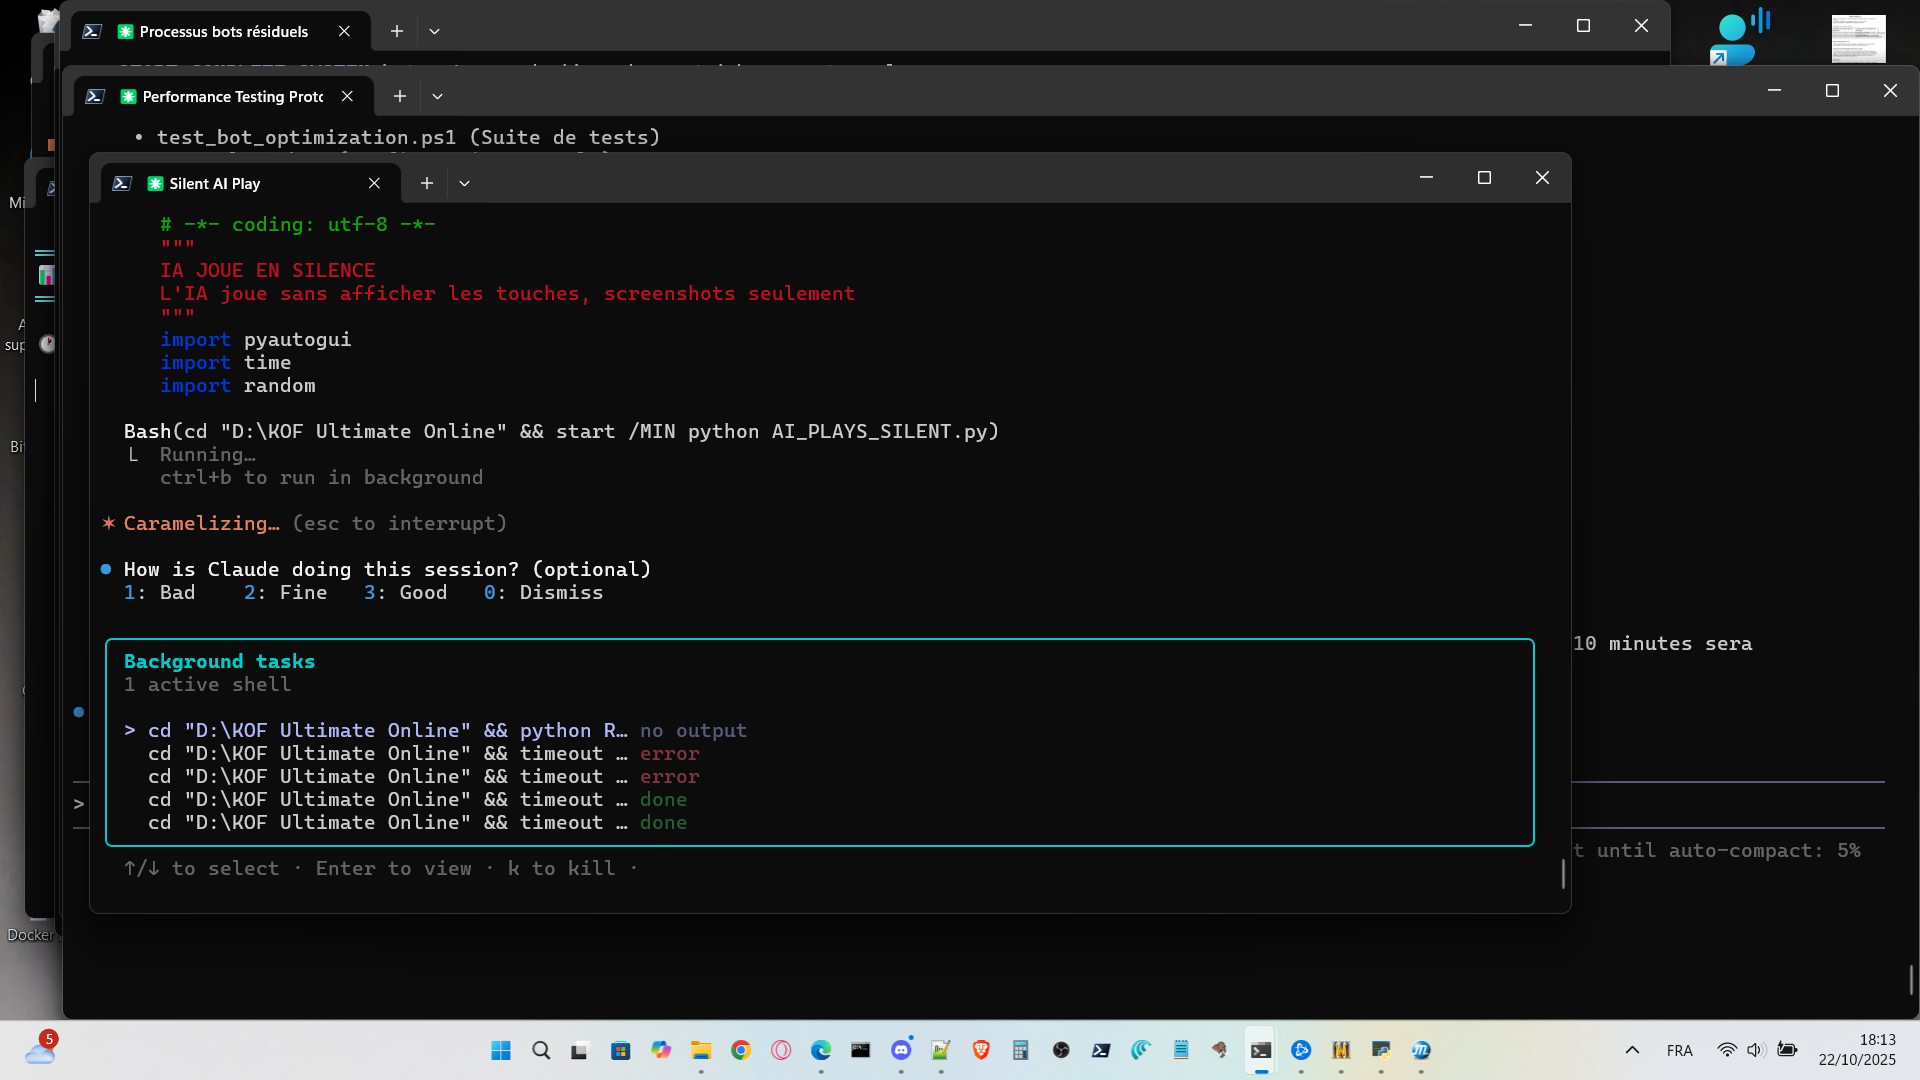 Processus bots résiduels
Performance Testing Proto
• test_bot_optimization.ps1 (Suite de tests)
Silent AI Play
# -*- coding: utf-8 -*-
"""
IA JOUE EN SILENCE
L'IA joue sans afficher les touches, screenshots seulement
"""
import pyautogui
import time
import random
Bash(cd "D:\KOF Ultimate Online" && start /MIN python AI_PLAYS_SILENT.py)
Running…
ctrl+b to run in background
Caramelizing… (esc to interrupt)
● How is Claude doing this session? (optional)
1: Bad 2: Fine 3: Good 0: Dismiss
Background tasks
1 active shell
10 minutes sera
> cd "D:\KOF Ultimate Online" && python R… no output
cd "D:\KOF Ultimate Online" && timeout … error
cd "D:\KOF Ultimate Online" && timeout … error
cd "D:\KOF Ultimate Online" && timeout … done
cd "D:\KOF Ultimate Online" && timeout … done
>
↑/↓ to select · Enter to view · k to kill ·
t until auto-compact: 5%
Mi
sup
Bi
Docker
5
FRA
18:13
22/10/2025